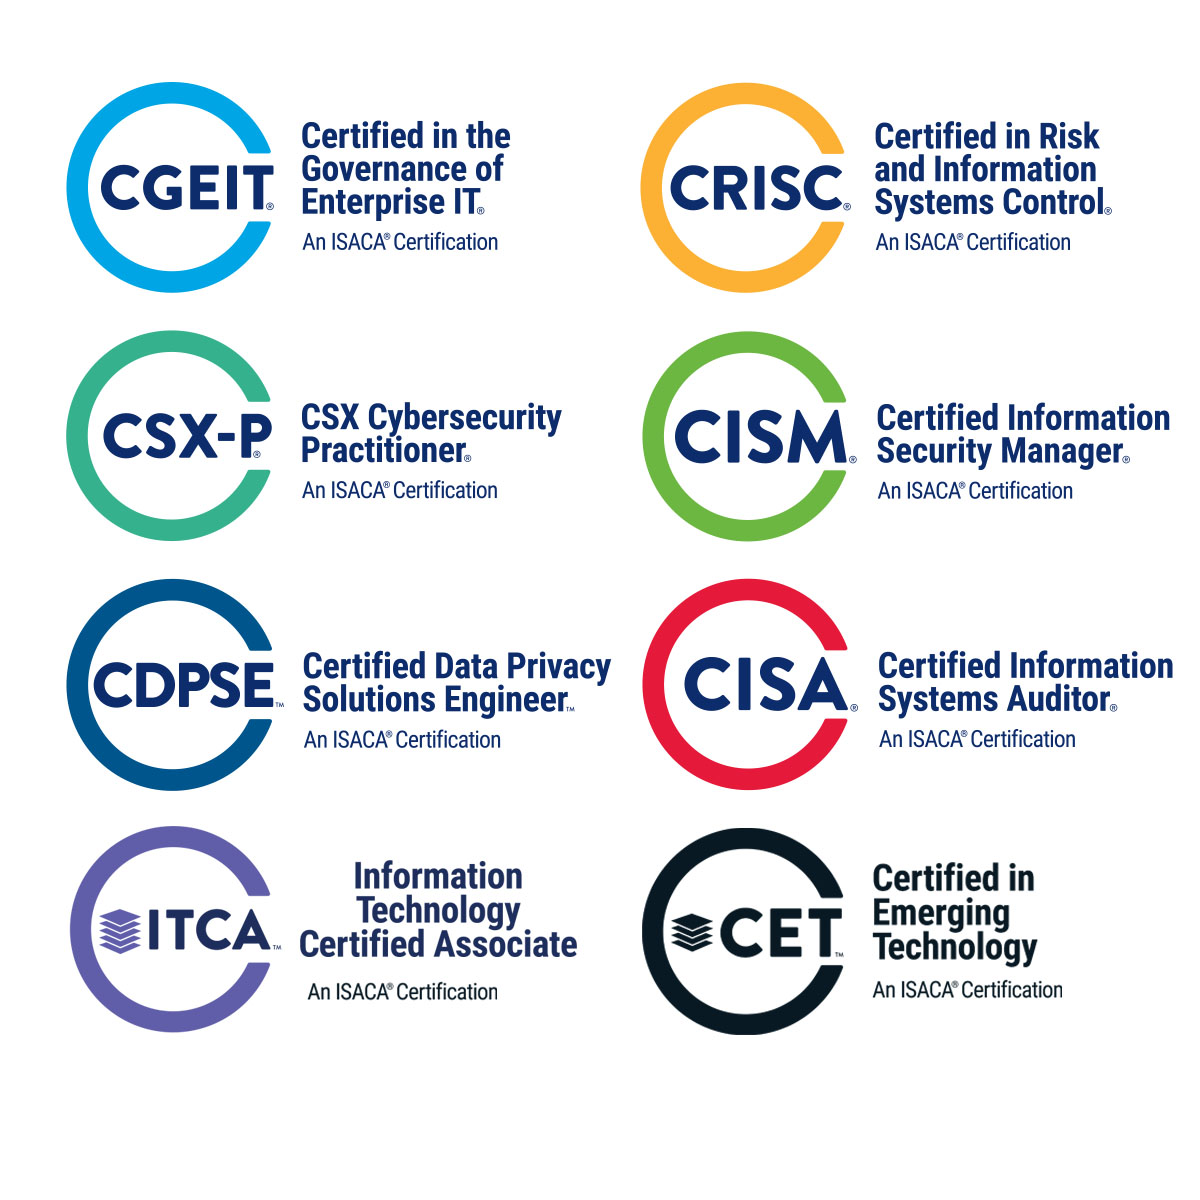 CGEIT®
Certified in the
Governance of
Enterprise IT®
An ISACA® Certification
CRISC®
Certified in Risk
and Information
Systems Control®
An ISACA® Certification
CSX-P®
CSX Cybersecurity
Practitioner®
An ISACA® Certification
CISM®
Certified Information
Security Manager®
An ISACA® Certification
CDPSE™
Certified Data Privacy
Solutions Engineer™
An ISACA® Certification
CISA®
Certified Information
Systems Auditor®
An ISACA® Certification
ITCA™
Information
Technology
Certified Associate
An ISACA® Certification
CET™
Certified in
Emerging
Technology
An ISACA® Certification